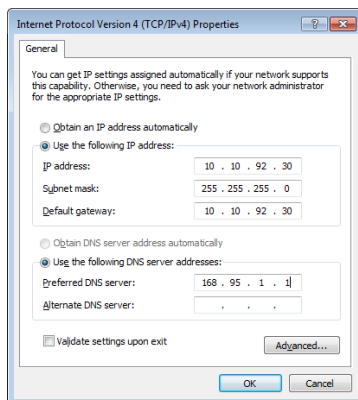 Internet Protocol Version 4 (TCP/IPv4) Properties
General
You can get IP settings assigned automatically if your network supports
this capability. Otherwise, you need to ask your network administrator
for the appropriate IP settings.
Obtain an IP address automatically
Use the following IP address:
IP address: 10 . 10 . 92 . 30
Subnet mask: 255 . 255 . 255 . 0
Default gateway: 10 . 10 . 92 . 30
Obtain DNS server address automatically
Use the following DNS server addresses:
Preferred DNS server: 168 . 95 . 1 . 1
Alternate DNS server: . . .
Validate settings upon exit
Advanced...
OK Cancel